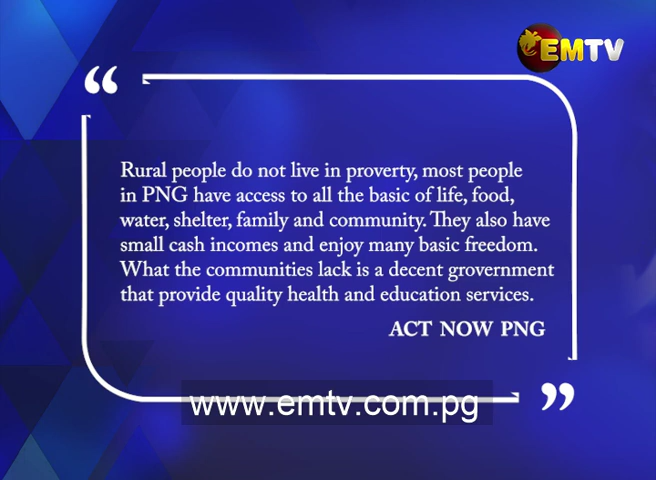 EMTV
“
Rural people do not live in proverty, most people
in PNG have access to all the basic of life, food,
water, shelter, family and community. They also have
small cash incomes and enjoy many basic freedom.
What the communities lack is a decent grovernment
that provide quality health and education services.
ACT NOW PNG
”
www.emtv.com.pg